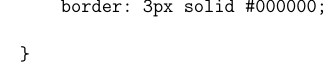 border: 3px solid #000000;
}